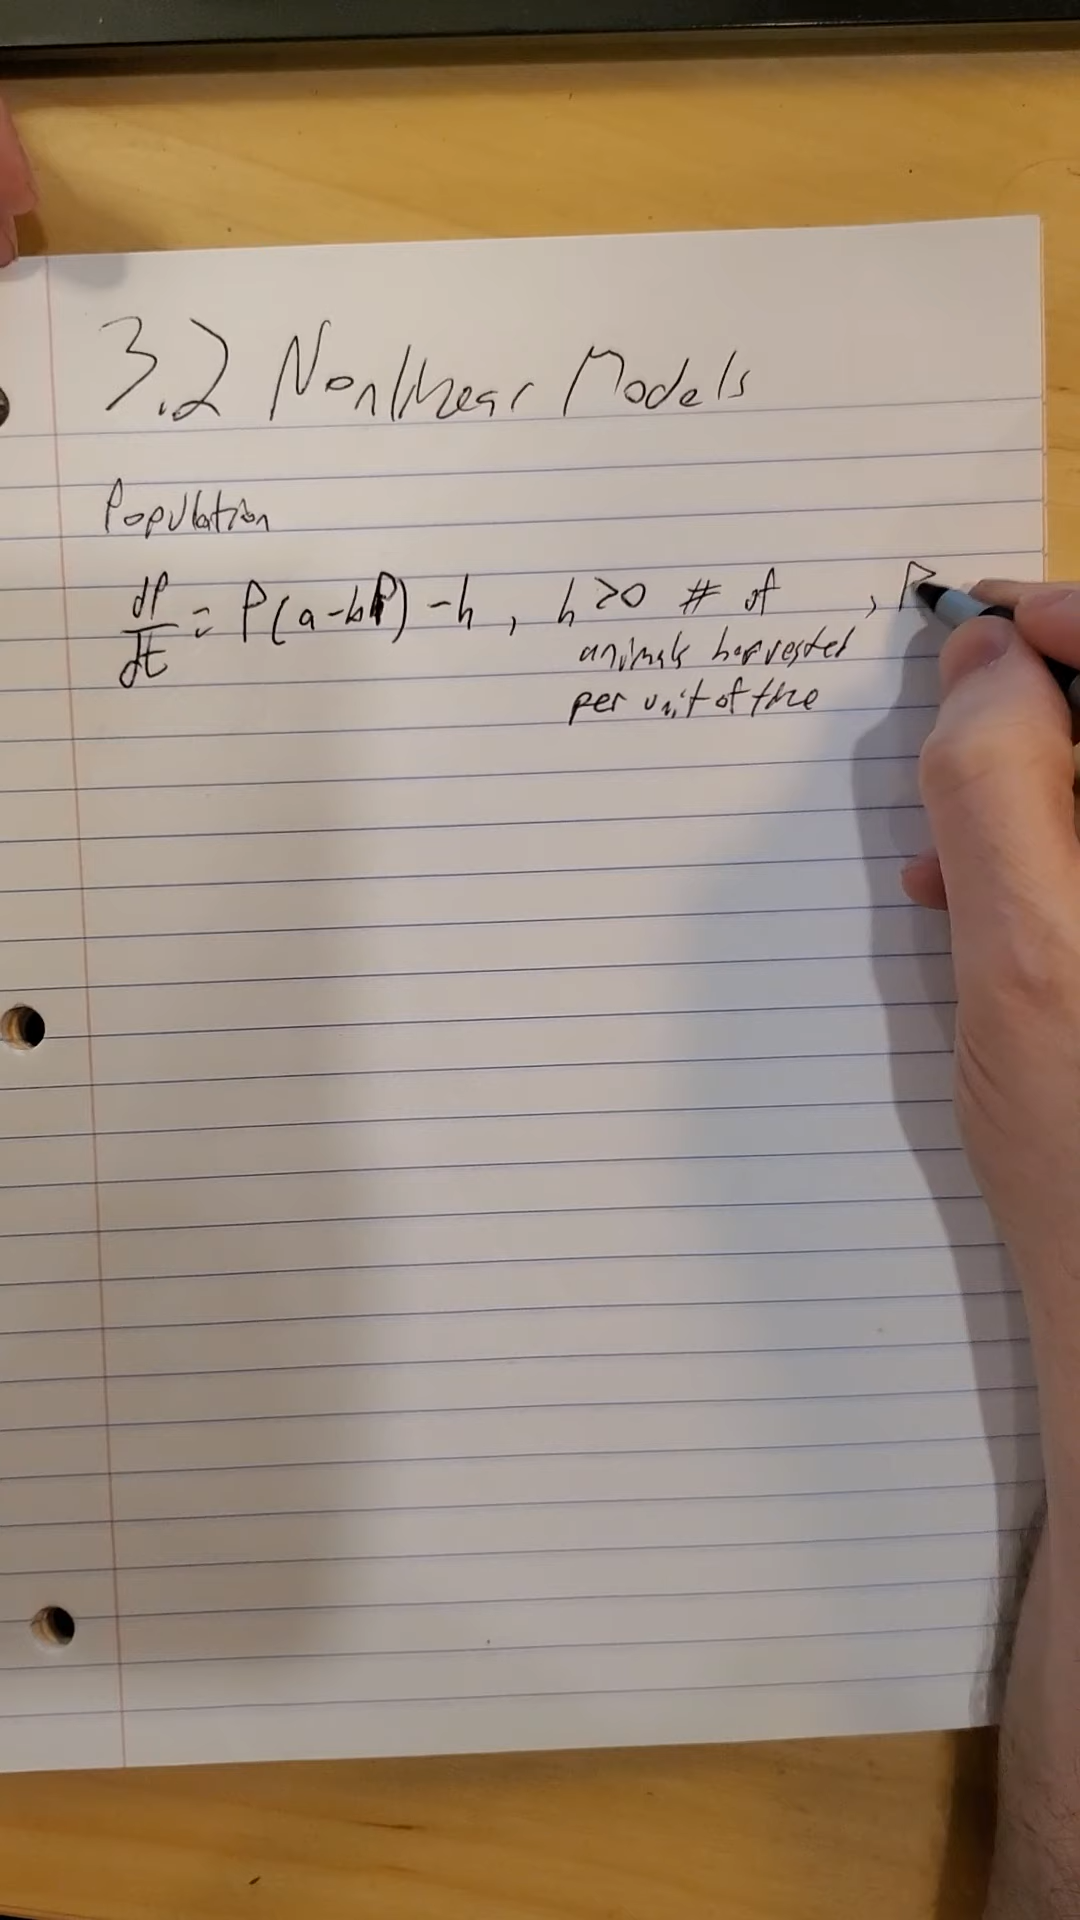 3.2 Nonlinear Models
Population
dP/dt = P(a-bP) -h, h>0 # of , P
animals harvested
per unit of time